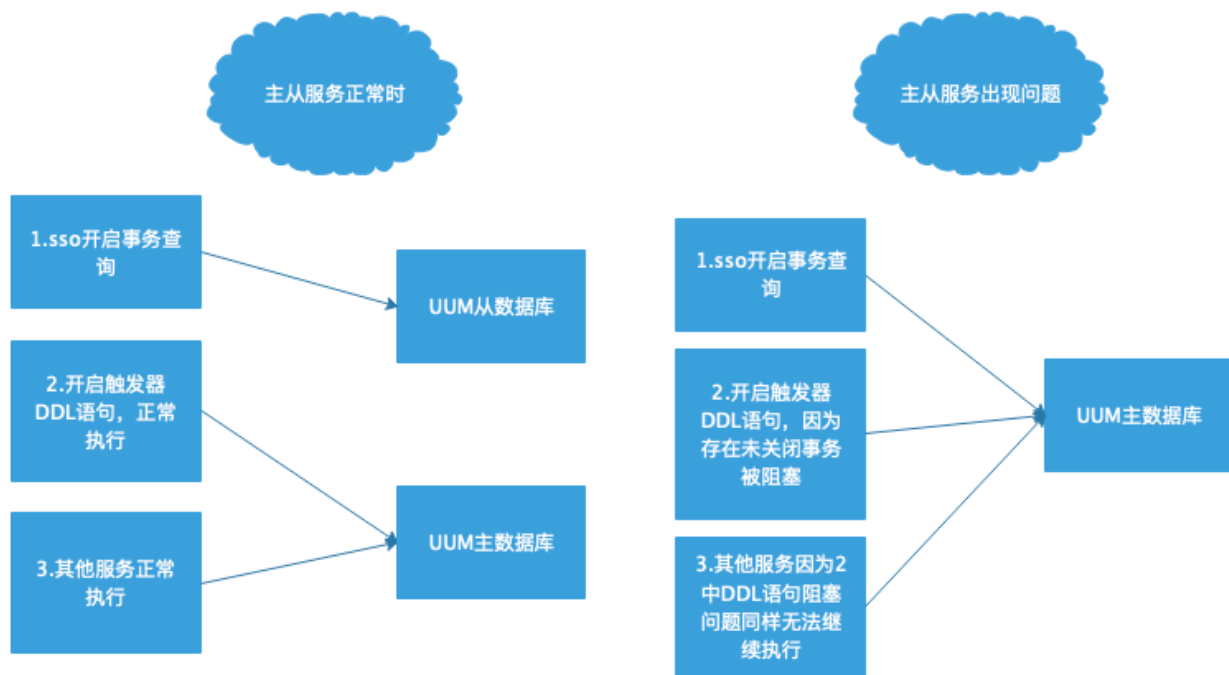 主从服务正常时
1.sso开启事务查
询
UUM从数据库
2.开启触发器
DDL语句，正常
执行
UUM主数据库
3.其他服务正常
执行
主从服务出现问题
1.sso开启事务查
询
2.开启触发器
DDL语句，因为
存在未关闭事务
被阻塞
UUM主数据库
3.其他服务因为2
中DDL语句阻塞
问题同样无法继
续执行